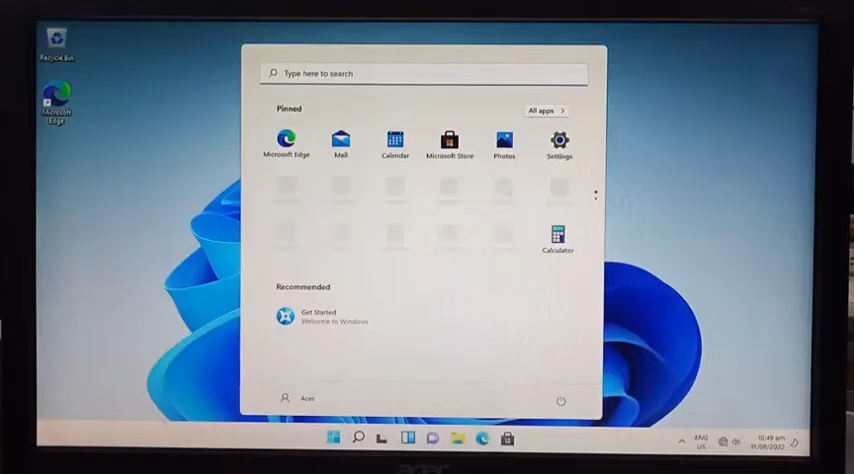 Recycle Bin
Microsoft
Edge
Type here to search
Pinned
All apps
Microsoft Edge
Mail
Calendar
Microsoft Store
Photos
Settings
Calculator
Recommended
Get Started
Welcome to Windows
Acer
ENG
US
10:49 am
31/08/2022
acer